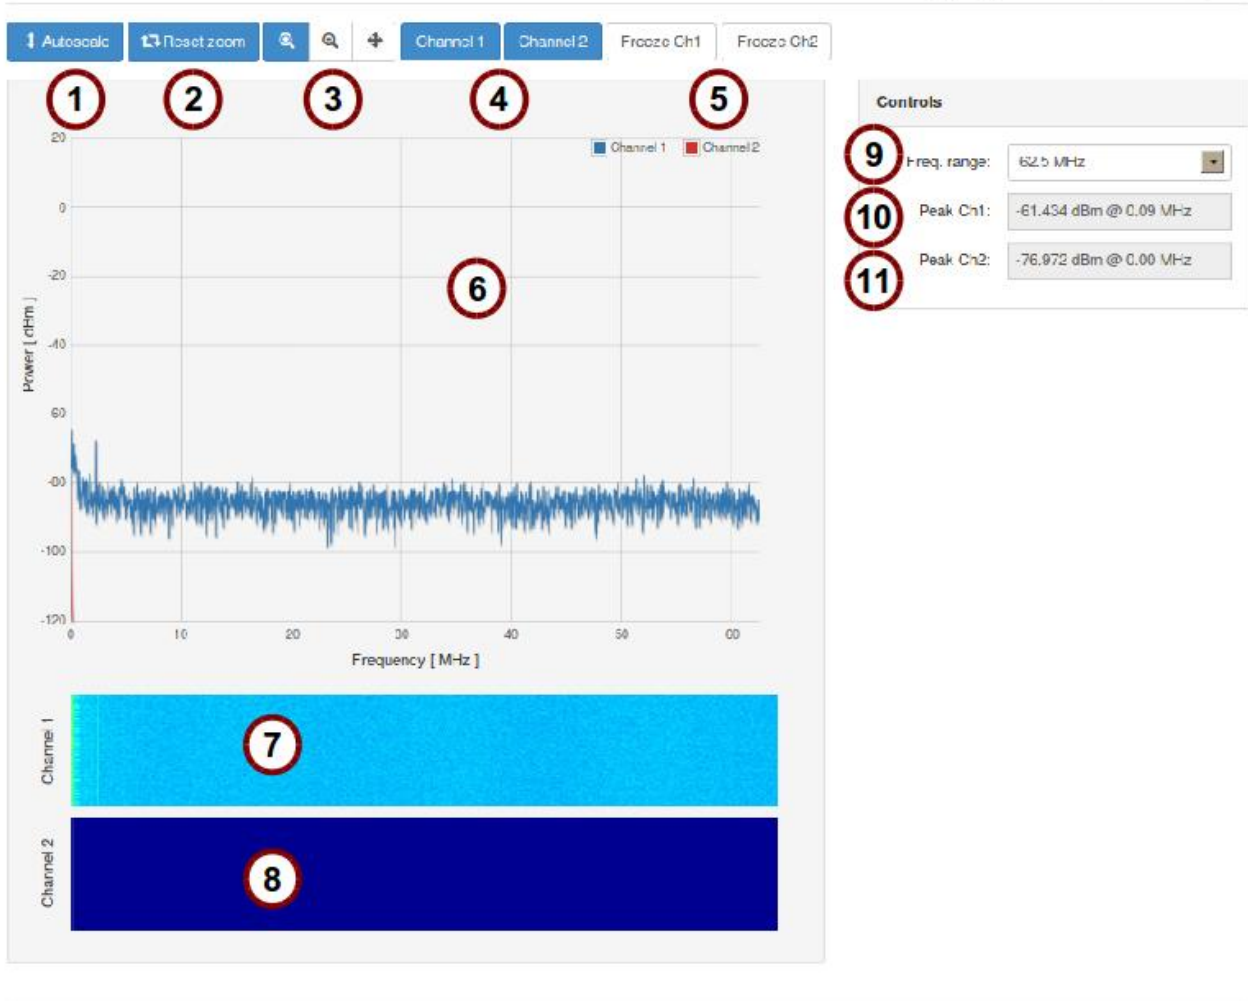 Autoscale Reset zoom Channel 1 Channel 2 Freeze Ch1 Freeze Ch2
1 2 3 4 5
Controls
20
Channel 1 Channel 2
9 Freq. range: 62.5 MHz
0
10 Peak Ch1: -61.434 dBm @ 0.09 MHz
-20
11 Peak Ch2: -76.972 dBm @ 0.00 MHz
6
Power [ dBm ]
-40
-60
-80
-100
-120
0 10 20 30 40 50 60
Frequency [ MHz ]
Channel 1
7
Channel 2
8